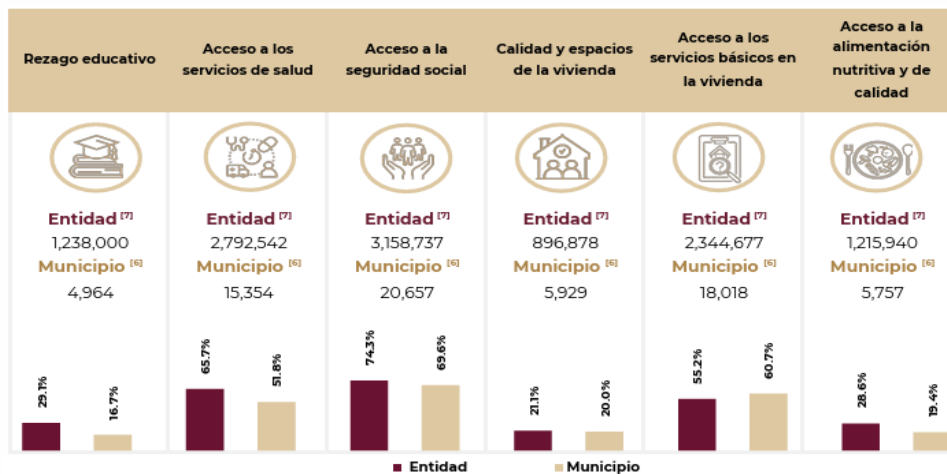 Rezago educativo
Acceso a los
servicios de salud
Acceso a la
seguridad social
Calidad y espacios
de la vivienda
Acceso a los
servicios básicos en
la vivienda
Acceso a la
alimentación
nutritiva y de
calidad
Entidad [7]
1,238,000
Municipio [6]
4,964
Entidad [7]
2,792,542
Municipio [6]
15,354
Entidad [7]
3,158,737
Municipio [6]
20,657
Entidad [7]
896,878
Municipio [6]
5,929
Entidad [7]
2,344,677
Municipio [6]
18,018
Entidad [7]
1,215,940
Municipio [6]
5,757
29.1%
16.7%
65.7%
51.8%
74.3%
69.6%
21.1%
20.0%
55.2%
60.7%
28.6%
19.4%
Entidad
Municipio